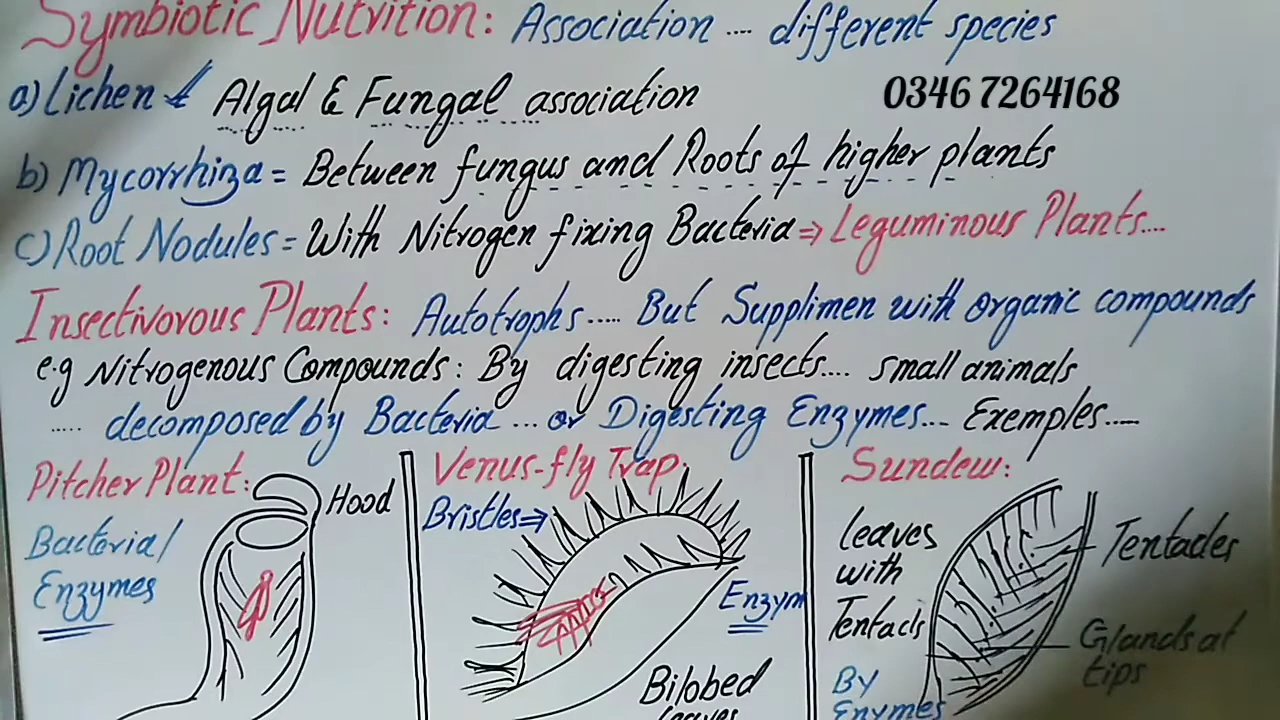 Symbiotic Nutrition: Association .... different species
a) Lichen Algal & Fungal association
0346 7264168
b) Mycorrhiza = Between fungus and Roots of higher plants
c) Root Nodules = With Nitrogen fixing Bacteria ⇒ Leguminous Plants....
Insectivorous Plants: Autotrophs..... But Supplimen with organic compounds
e.g Nitrogenous Compounds: By digesting insects.... small animals
..... decomposed by Bacteria ... or Digesting Enzymes.... Exemples.....
Pitcher Plant:
Hood
Bacteria/
Enzymes
Venus-fly Trap:
Bristles ⇒
Enzym
Bilobed
leaves
Sundew:
leaves
with
Tentacls
By
Enymes
Tentacles
Glands at
tips